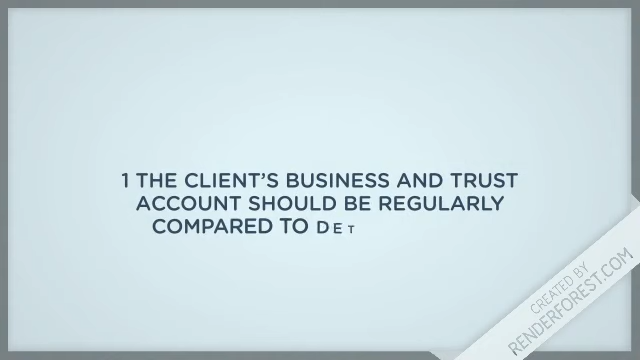 1 THE CLIENT'S BUSINESS AND TRUST
ACCOUNT SHOULD BE REGULARLY
COMPARED TO DET
CREATED BY
RENDERFOREST.COM